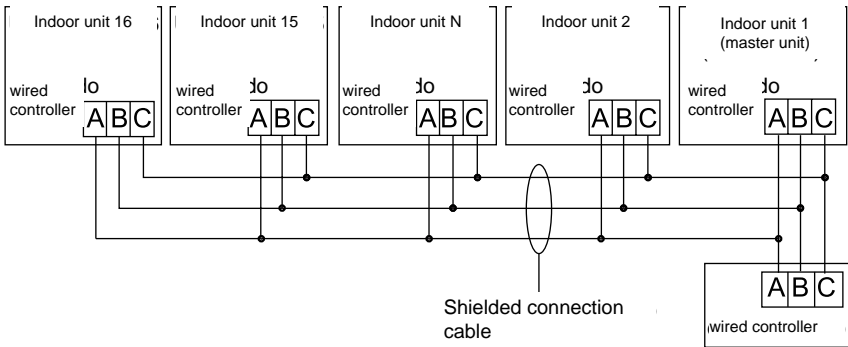 Indoor unit 16
Indoor unit 15
Indoor unit N
Indoor unit 2
Indoor unit 1
(master unit)
wired
controller
A B C
wired
controller
A B C
wired
controller
A B C
wired
controller
A B C
wired
controller
A B C
Shielded connection
cable
A B C
wired controller